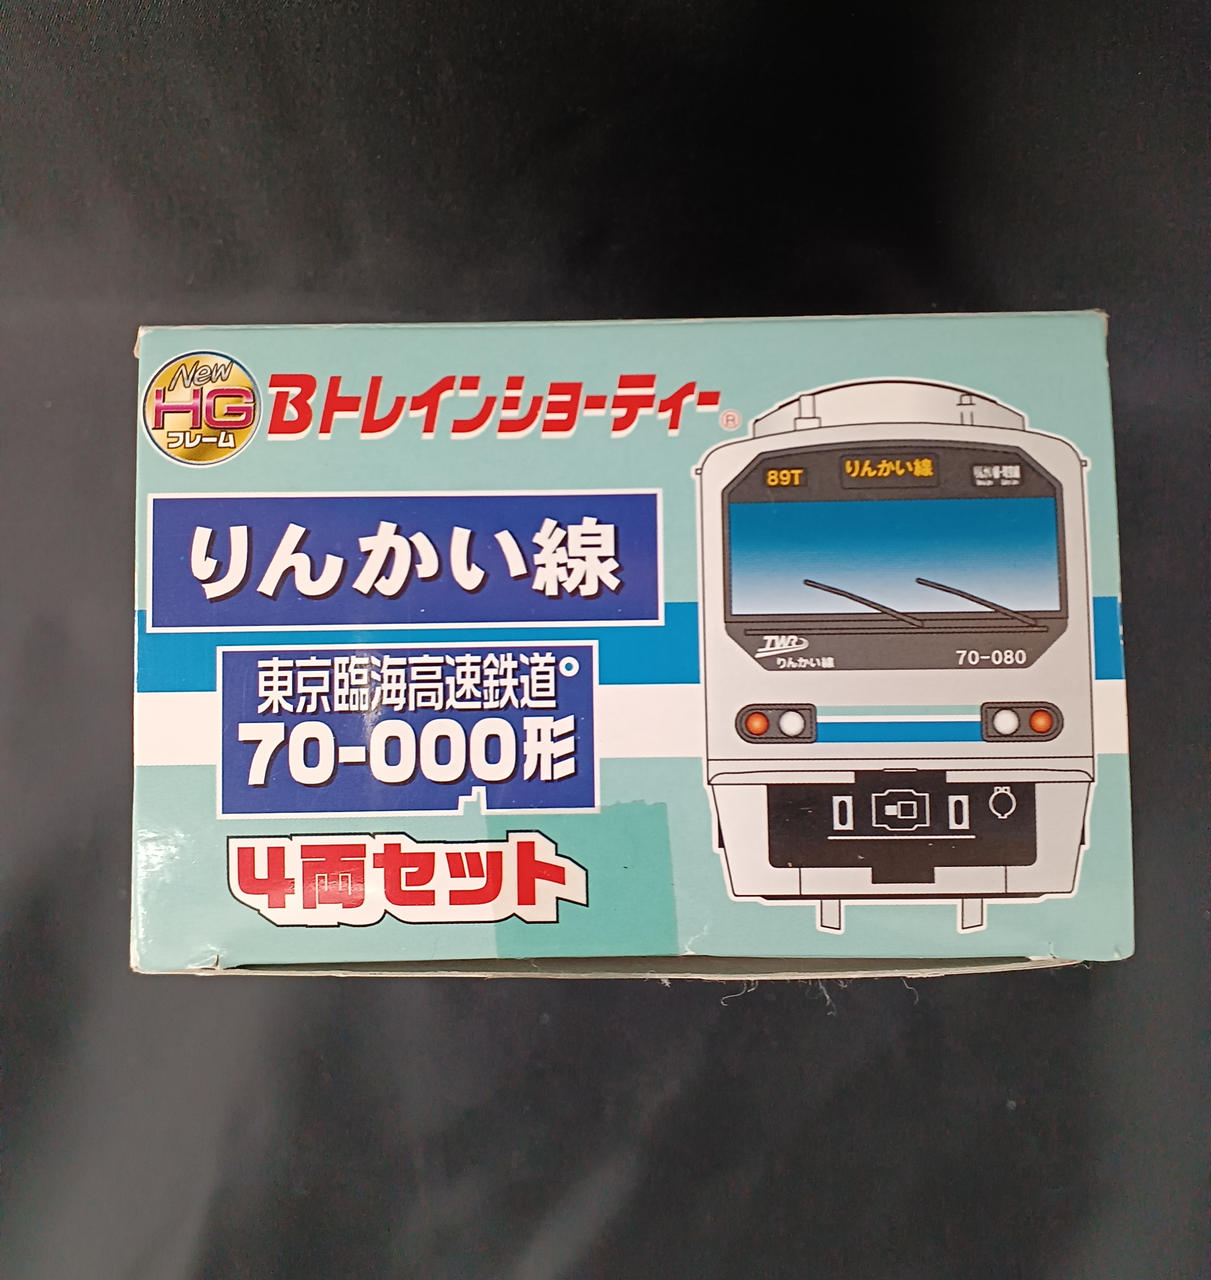 New
HG
フレーム
Bトレインショーティー®
りんかい線
東京臨海高速鉄道
70-000形
4両セット
89T
りんかい線
TWR
りんかい線
70-080